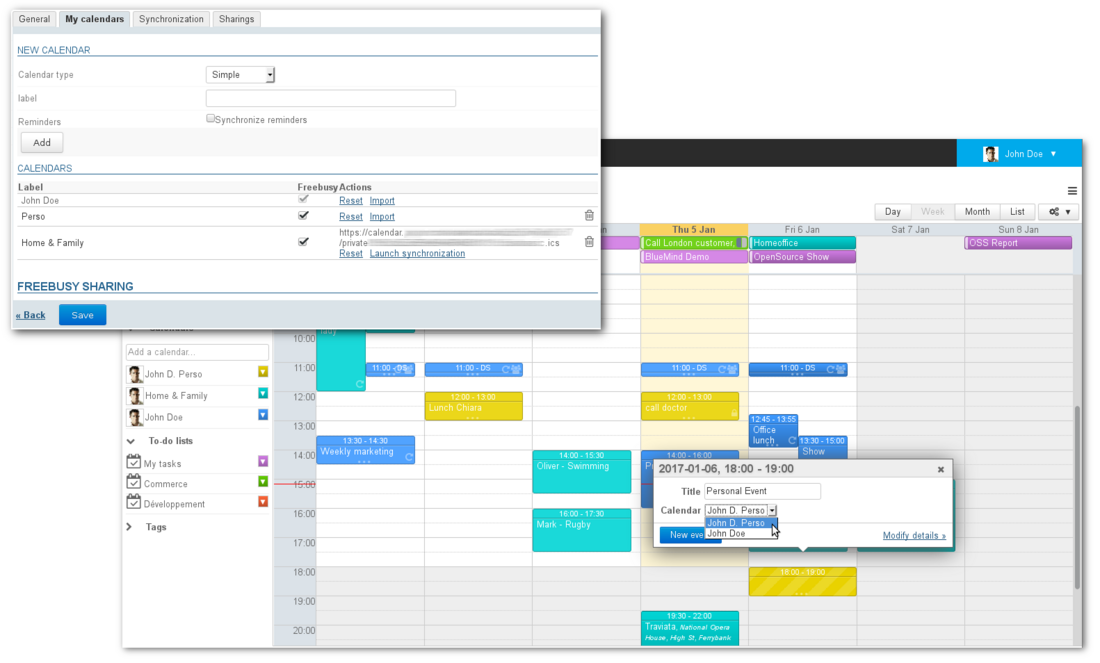 General My calendars Synchronization Sharings
NEW CALENDAR
Calendar type Simple
label
Reminders Synchronize reminders
Add
CALENDARS
Label Freebusy Actions
John Doe Reset Import
Perso Reset Import
https://calendar.
Home & Family /private .ics
Reset Launch synchronization
FREEBUSY SHARING
« Back Save
John Doe
Day Week Month List
Thu 5 Jan Fri 6 Jan Sat 7 Jan Sun 8 Jan
Call London customer. Homeoffice OSS Report
BlueMind Demo OpenSource Show
Add a calendar...
John D. Perso
Home & Family
John Doe
To-do lists
My tasks
Commerce
Développement
Tags
10:00
11:00
12:00
13:00
14:00
15:00
16:00
17:00
18:00
19:00
20:00
11:00 - DS 11:00 - DS 11:00 - DS 11:00 - DS
12:00 - 13:00
Lunch Chiara
12:00 - 13:00
call doctor
12:45 - 13:55
Office
lunch
13:30 - 15:00
Show
13:30 - 14:30
Weekly marketing
14:00 - 15:30
Oliver - Swimming
14:00 - 16:00
16:00 - 17:30
Mark - Rugby
2017-01-06, 18:00 - 19:00
Title Personal Event
Calendar John D. Perso
John D. Perso
John Doe
New eve
Modify details »
18:00 - 19:00
19:30 - 22:00
Traviata, National Opera
House, High St, Ferrybank